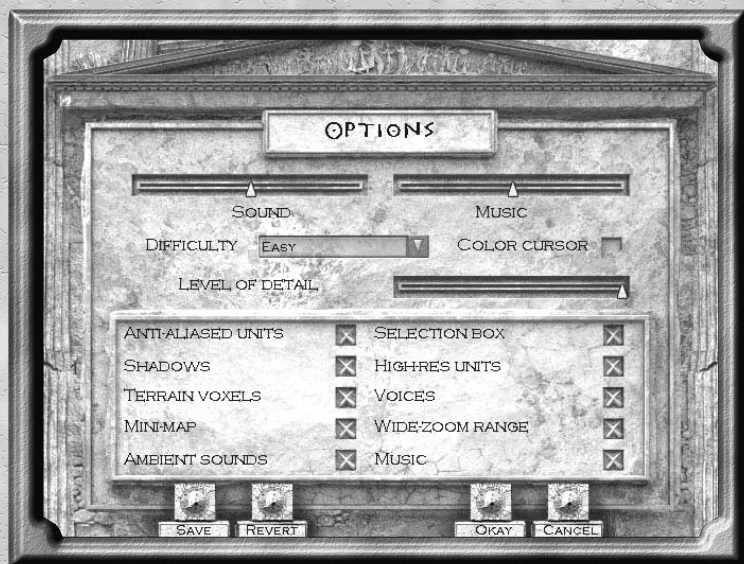 OPTIONS
SOUND MUSIC
DIFFICULTY EASY COLOR CURSOR
LEVEL OF DETAIL
ANTI-ALIASED UNITS SELECTION BOX
SHADOWS HIGH-RES UNITS
TERRAIN VOXELS VOICES
MINI-MAP WIDE-ZOOM RANGE
AMBIENT SOUNDS MUSIC
SAVE REVERT OKAY CANCEL